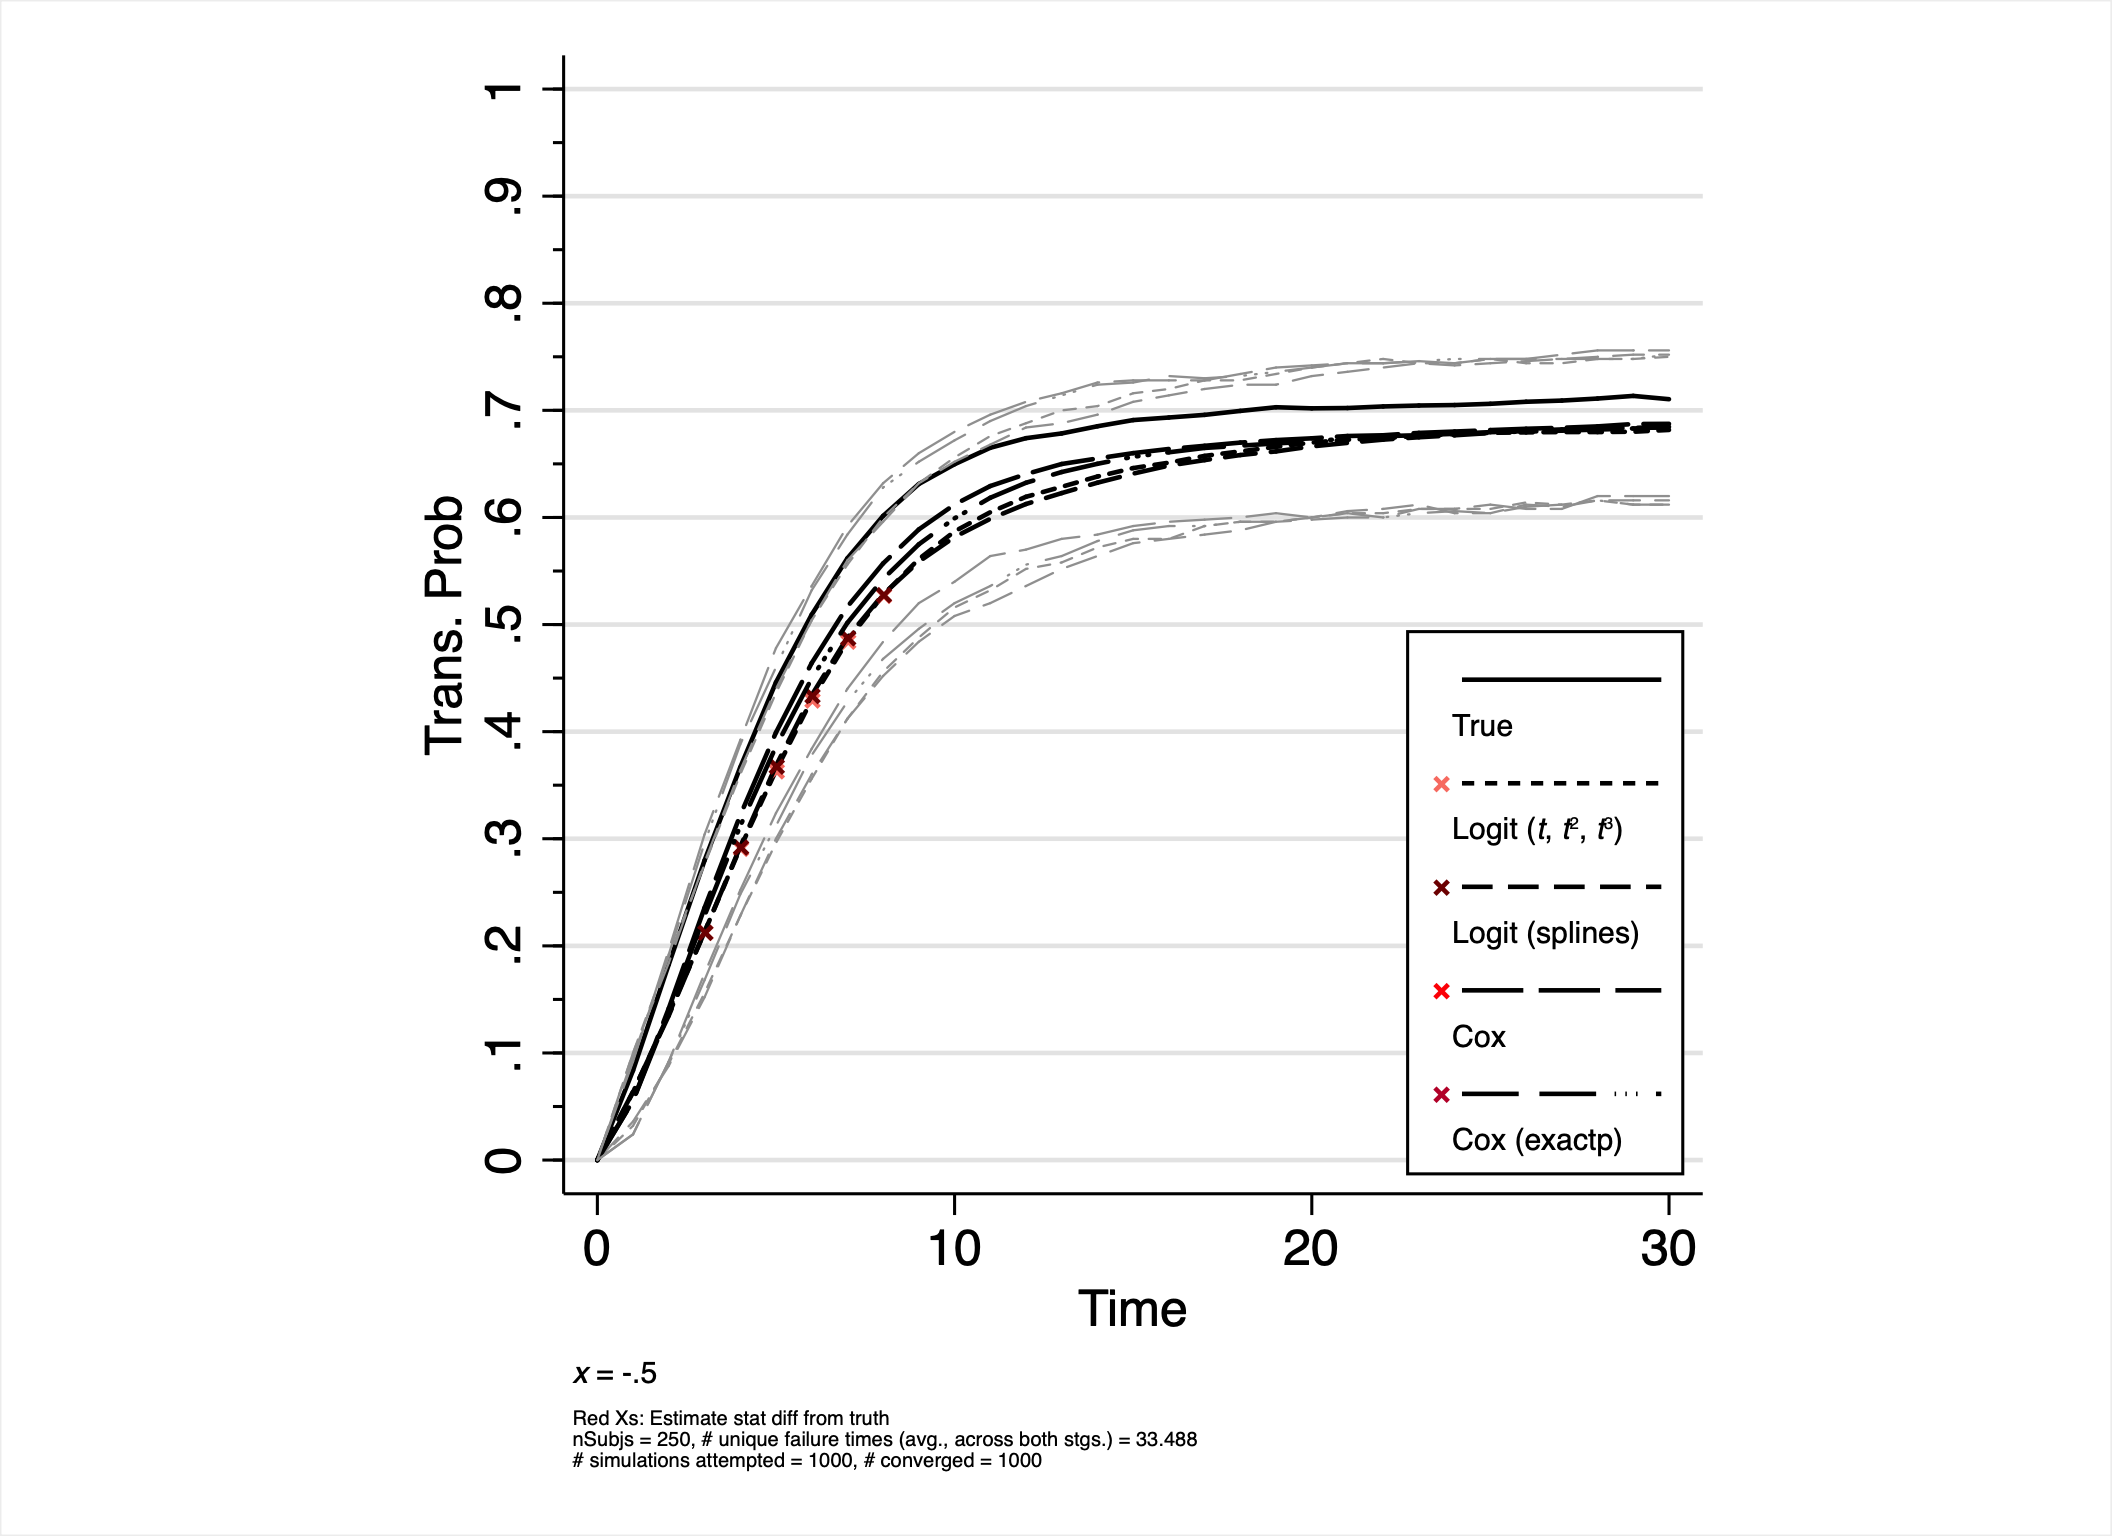 1
.9
.8
.7
.6
.5
.4
.3
.2
.1
0
Trans. Prob
True
Logit (t, t², t³)
Logit (splines)
Cox
Cox (exactp)
0 10 20 30
Time
x = -.5
Red Xs: Estimate stat diff from truth
nSubjs = 250, # unique failure times (avg., across both stgs.) = 33.488
# simulations attempted = 1000, # converged = 1000